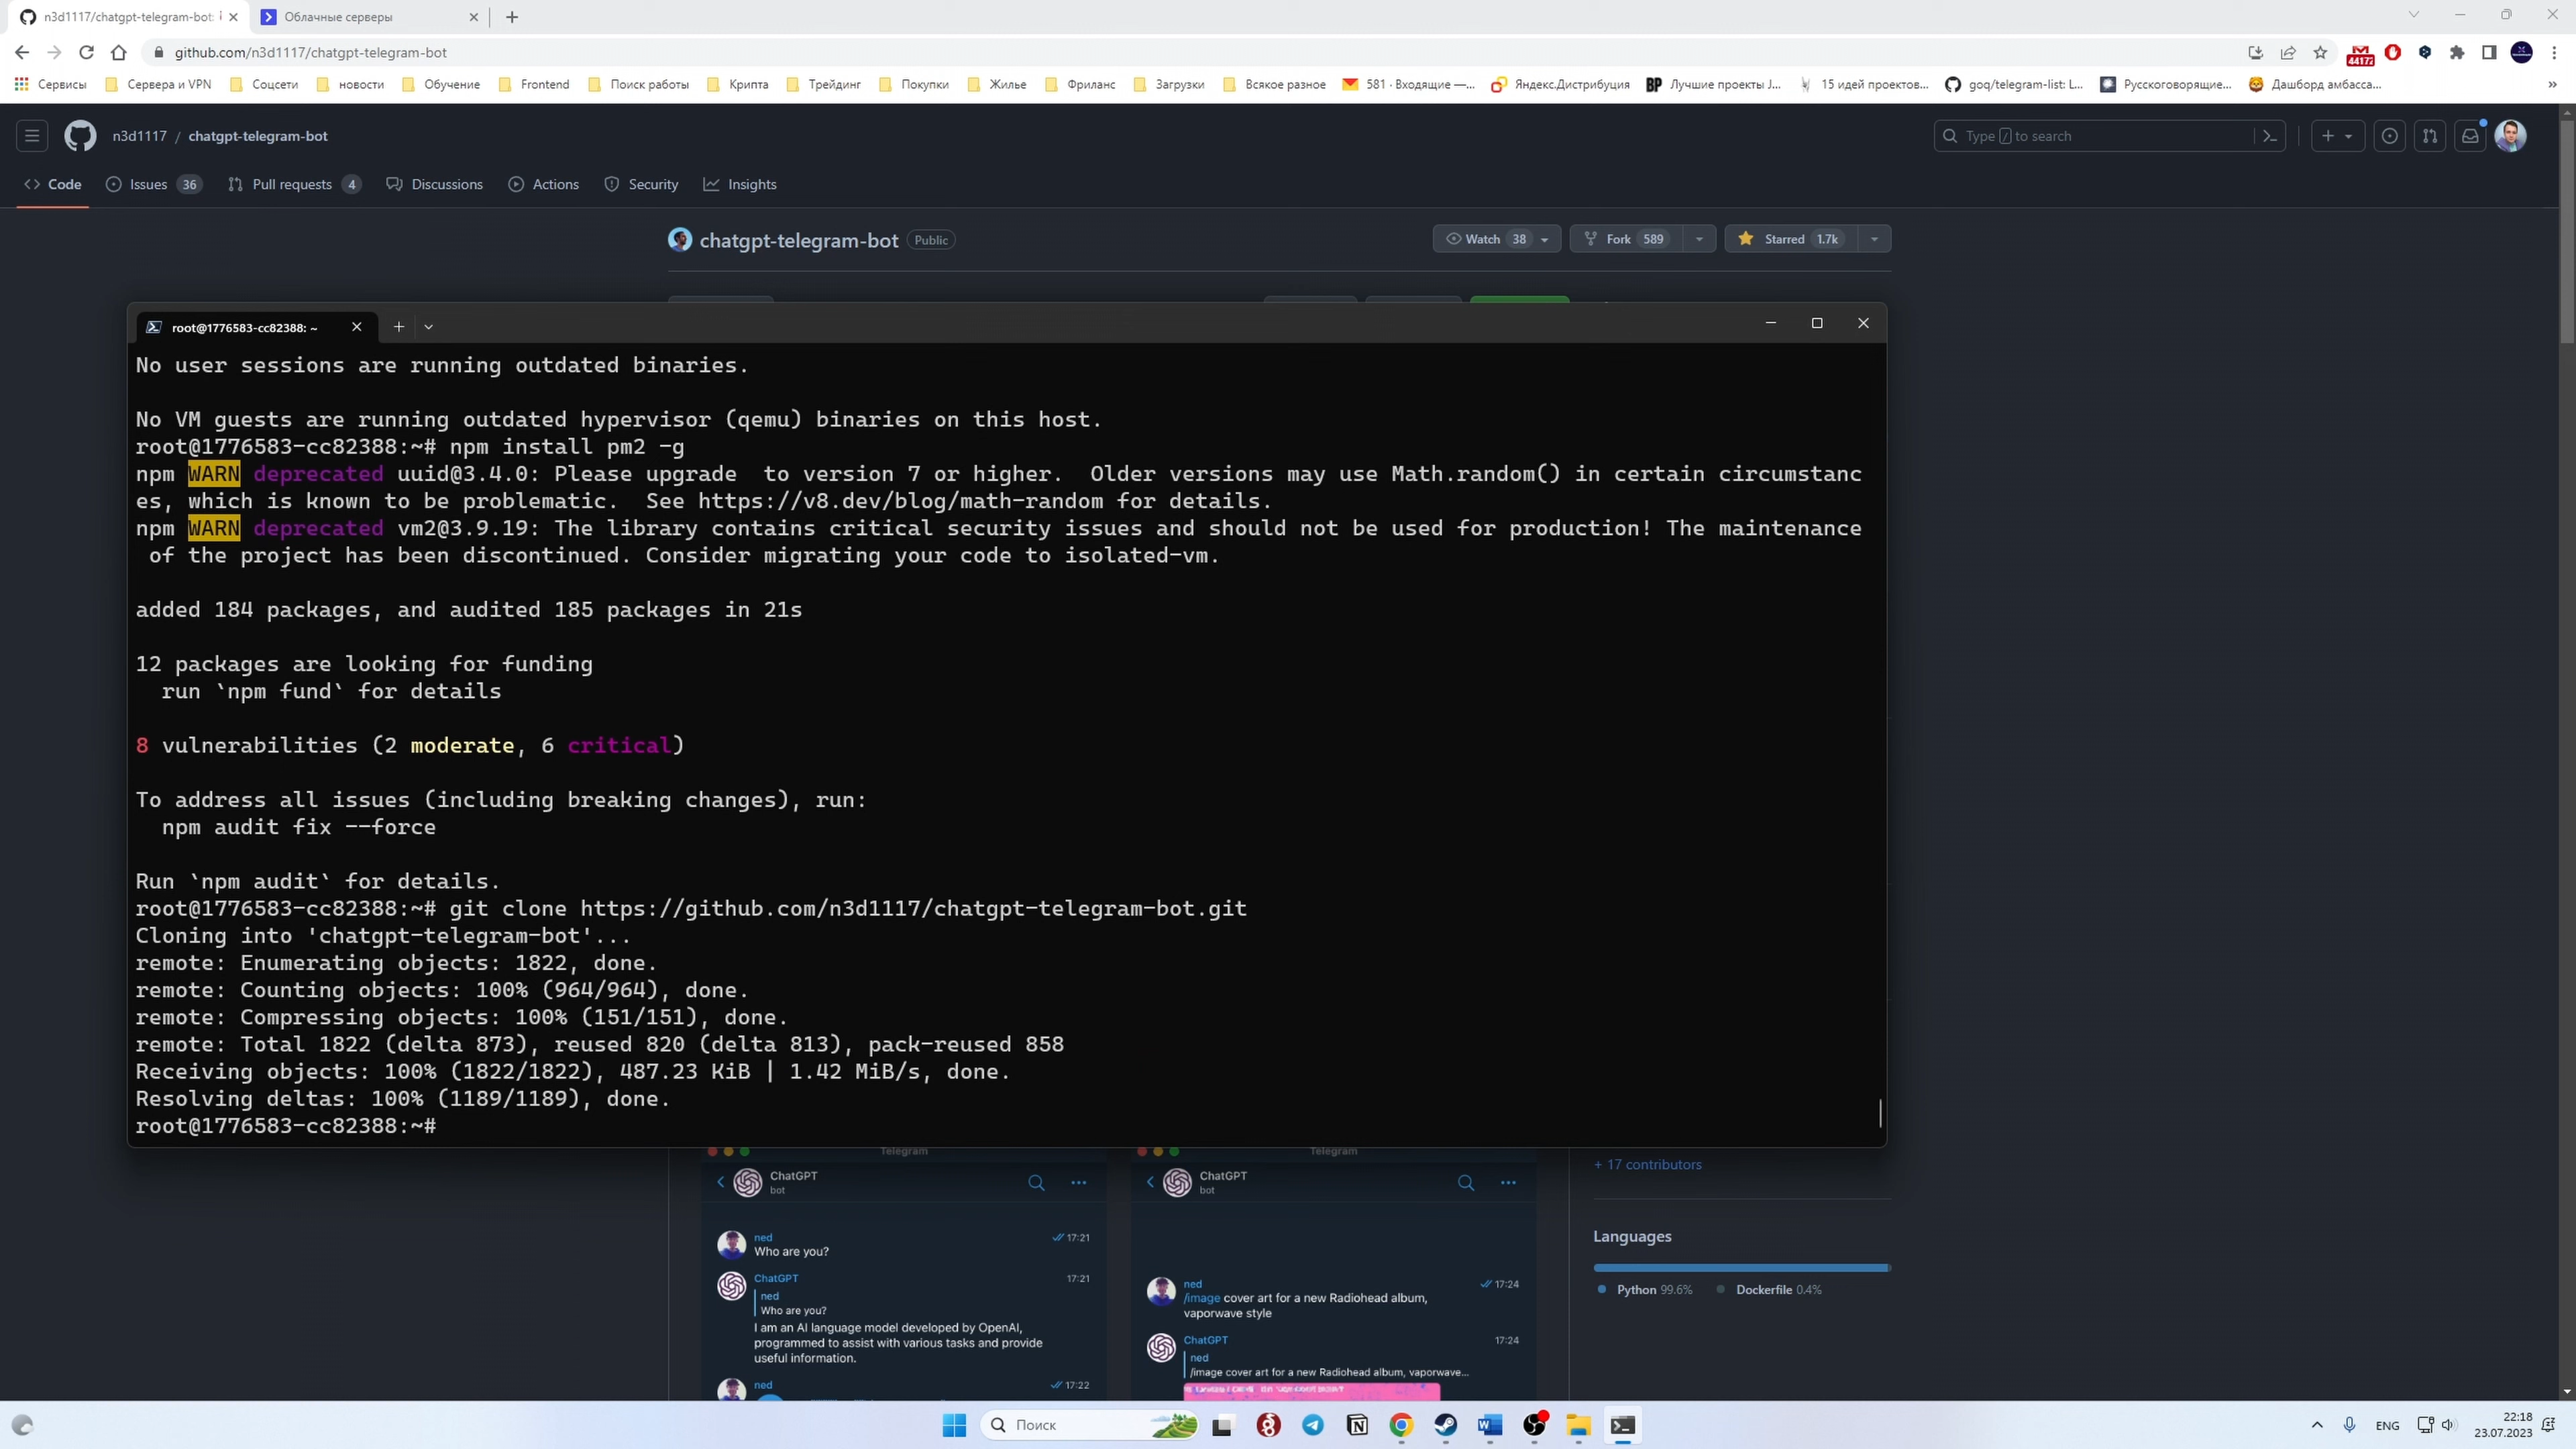 n3d1117/chatgpt-telegram-bot:
Облачные серверы
github.com/n3d1117/chatgpt-telegram-bot
44172
Сервисы
Сервера и VPN
Соцсети
новости
Обучение
Frontend
Поиск работы
Крипта
Трейдинг
Покупки
Жилье
Фриланс
Загрузки
Всякое разное
581 · Входящие —...
Яндекс.Дистрибуция
Лучшие проекты J...
15 идей проектов...
goq/telegram-list: L...
Русскоговорящие...
Дашборд амбасса...
n3d1117 / chatgpt-telegram-bot
Type / to search
Code
Issues 36
Pull requests 4
Discussions
Actions
Security
Insights
chatgpt-telegram-bot Public
Watch 38
Fork 589
Starred 1.7k
root@1776583-cc82388: ~
No user sessions are running outdated binaries.
No VM guests are running outdated hypervisor (qemu) binaries on this host.
root@1776583-cc82388:~# npm install pm2 -g
npm WARN deprecated uuid@3.4.0: Please upgrade  to version 7 or higher.  Older versions may use Math.random() in certain circumstanc
es, which is known to be problematic.  See https://v8.dev/blog/math-random for details.
npm WARN deprecated vm2@3.9.19: The library contains critical security issues and should not be used for production! The maintenance
of the project has been discontinued. Consider migrating your code to isolated-vm.
added 184 packages, and audited 185 packages in 21s
12 packages are looking for funding
run `npm fund` for details
8 vulnerabilities (2 moderate, 6 critical)
To address all issues (including breaking changes), run:
npm audit fix --force
Run `npm audit` for details.
root@1776583-cc82388:~# git clone https://github.com/n3d1117/chatgpt-telegram-bot.git
Cloning into 'chatgpt-telegram-bot'...
remote: Enumerating objects: 1822, done.
remote: Counting objects: 100% (964/964), done.
remote: Compressing objects: 100% (151/151), done.
remote: Total 1822 (delta 873), reused 820 (delta 813), pack-reused 858
Receiving objects: 100% (1822/1822), 487.23 KiB | 1.42 MiB/s, done.
Resolving deltas: 100% (1189/1189), done.
root@1776583-cc82388:~#
Telegram
ChatGPT
bot
ned
17:21
Who are you?
ChatGPT
17:21
ned
Who are you?
I am an AI language model developed by OpenAI,
programmed to assist with various tasks and provide
useful information.
ned
17:22
Telegram
ChatGPT
bot
ned
17:24
/image cover art for a new Radiohead album,
vaporwave style
ChatGPT
17:24
ned
/image cover art for a new Radiohead album, vaporwave...
+ 17 contributors
Languages
Python 99.6%
Dockerfile 0.4%
Поиск
ENG
22:18
23.07.2023